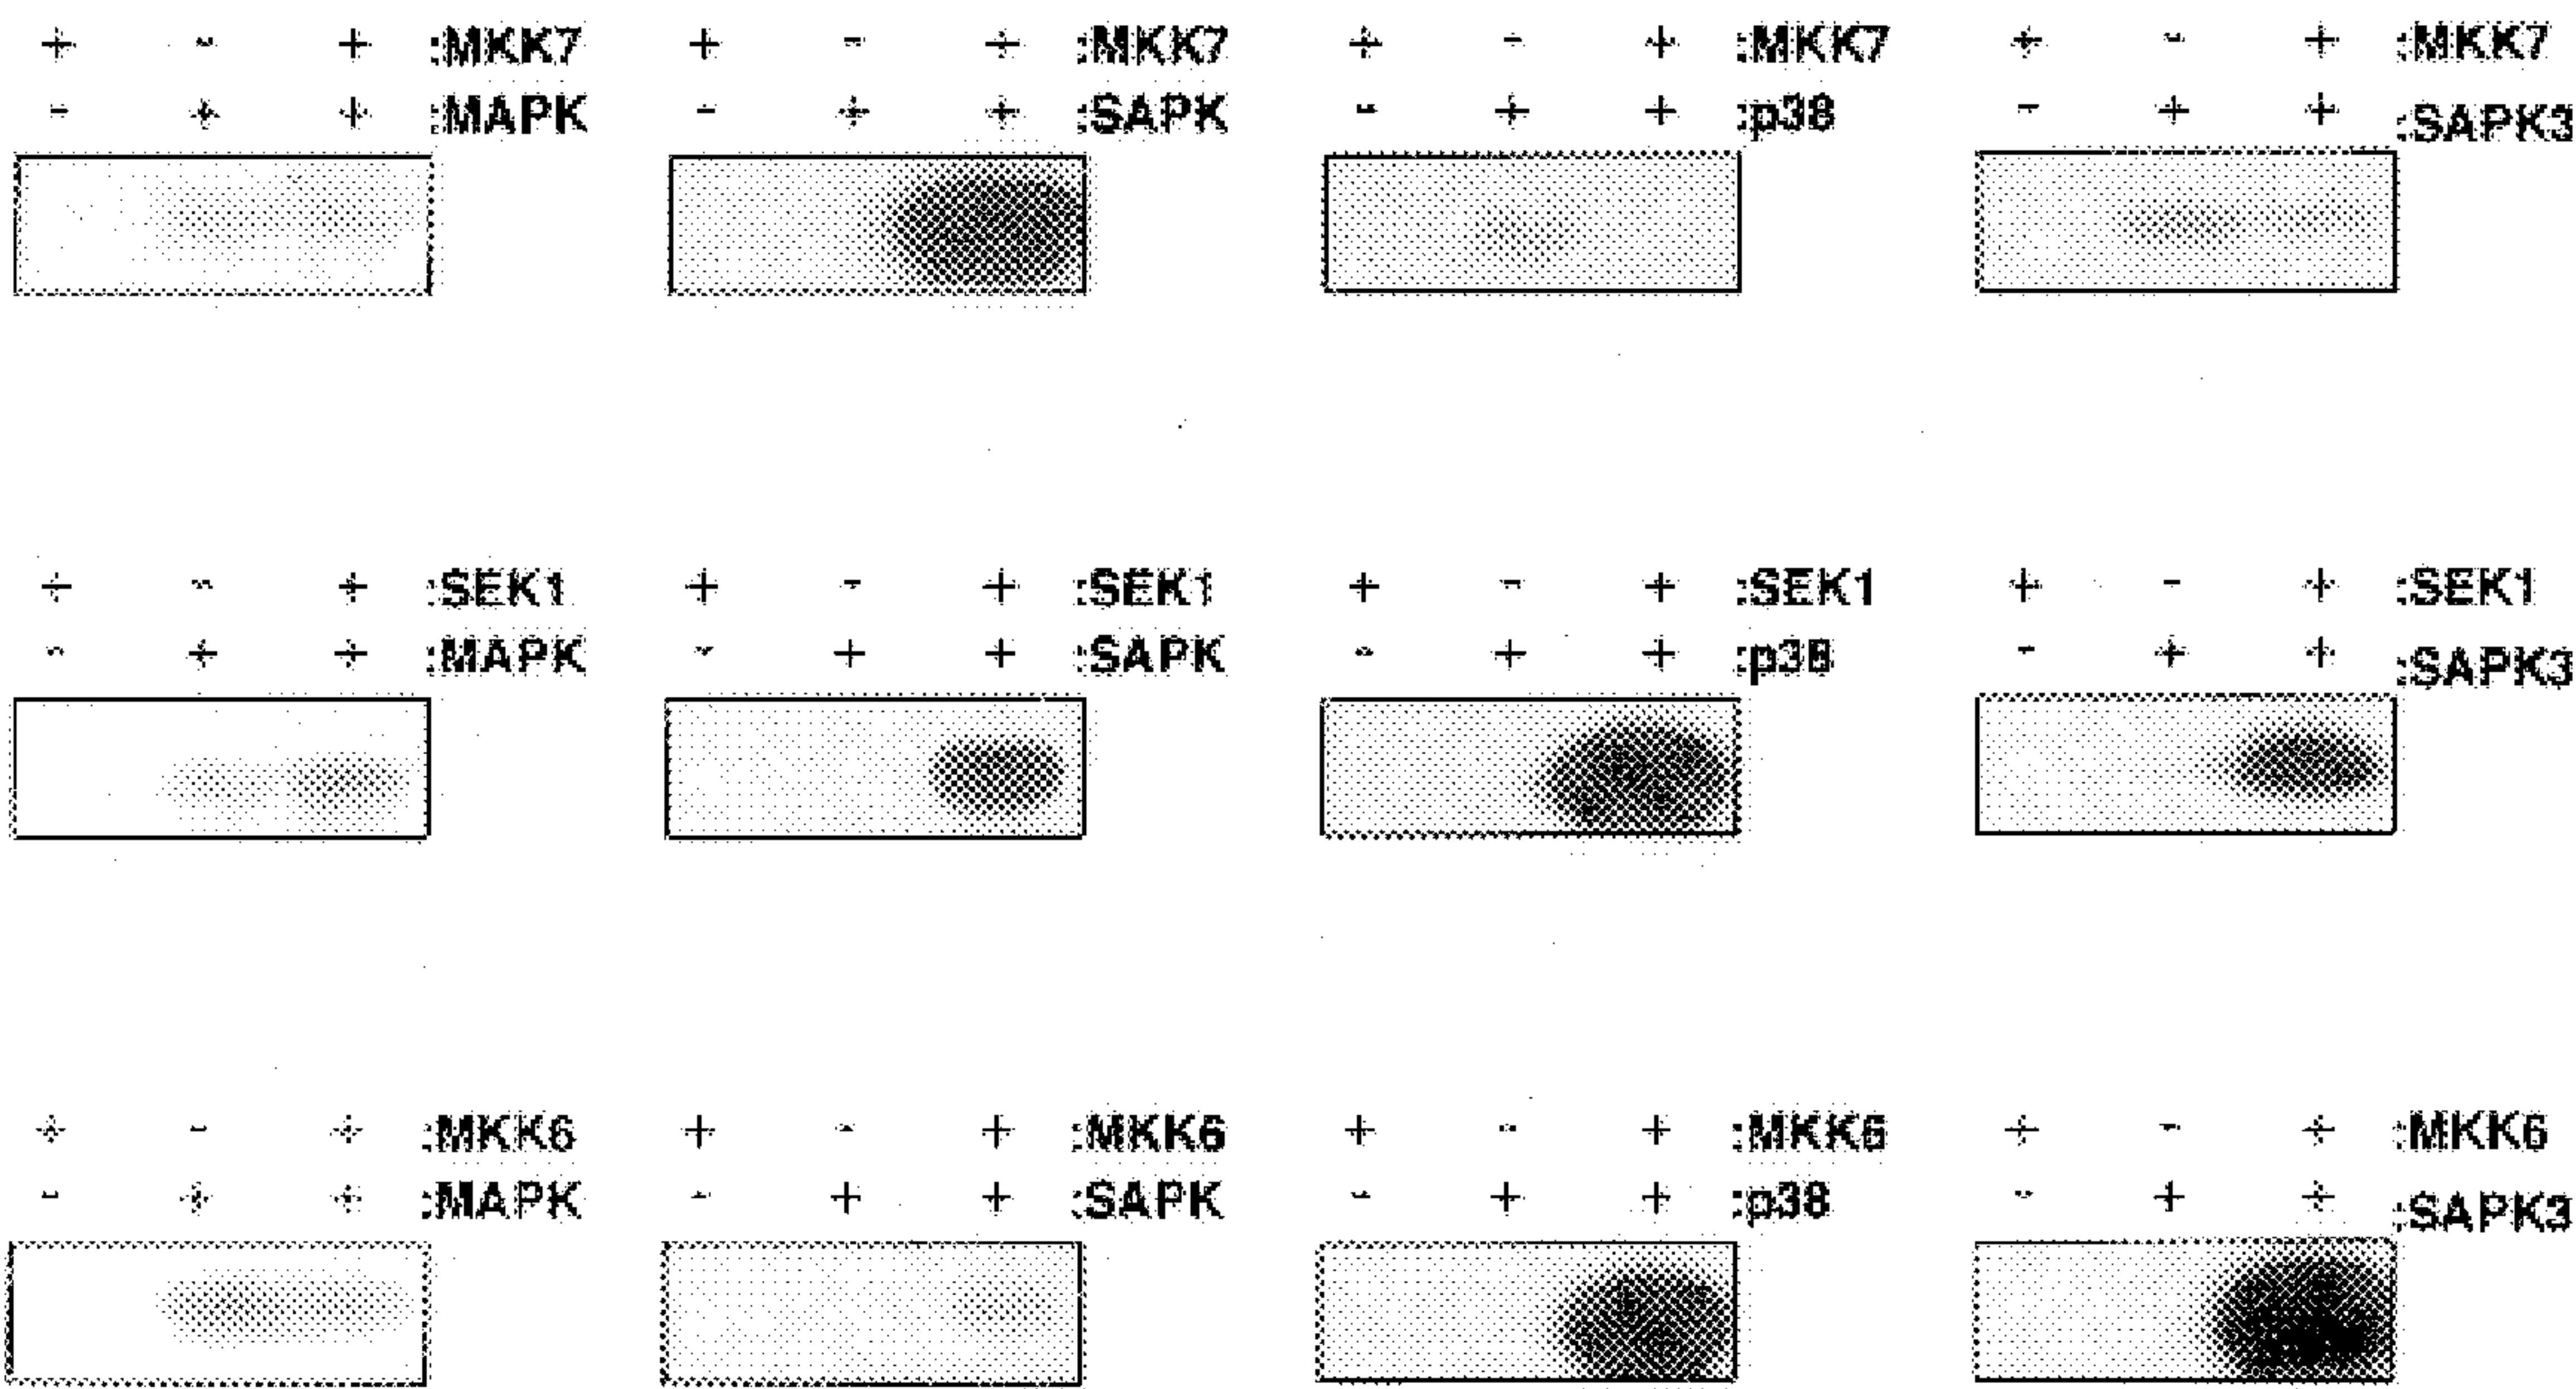 + - + :MKK7 + - + :MKK7 + - + :MKK7 + - + :MKK7
- + + :MAPK - + + :SAPK - + + :p38 - + + :SAPK3
+ - + :SEK1 + - + :SEK1 + - + :SEK1 + - + :SEK1
- + + :MAPK - + + :SAPK - + + :p38 - + + :SAPK3
+ - + :MKK6 + - + :MKK6 + - + :MKK6 + - + :MKK6
- + + :MAPK - + + :SAPK - + + :p38 - + + :SAPK3